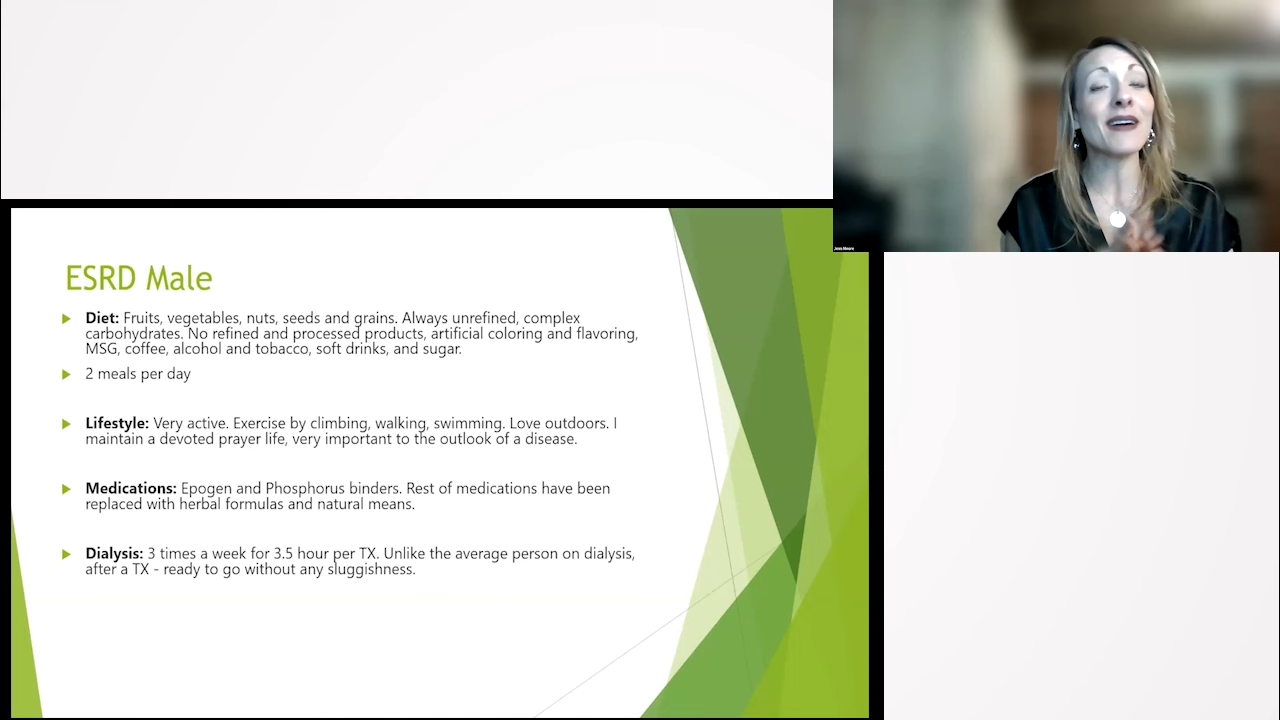 Jenn Moore
ESRD Male
Diet: Fruits, vegetables, nuts, seeds and grains. Always unrefined, complex
carbohydrates. No refined and processed products, artificial coloring and flavoring,
MSG, coffee, alcohol and tobacco, soft drinks, and sugar.
2 meals per day
Lifestyle: Very active. Exercise by climbing, walking, swimming. Love outdoors. I
maintain a devoted prayer life, very important to the outlook of a disease.
Medications: Epogen and Phosphorus binders. Rest of medications have been
replaced with herbal formulas and natural means.
Dialysis: 3 times a week for 3.5 hour per TX. Unlike the average person on dialysis,
after a TX - ready to go without any sluggishness.